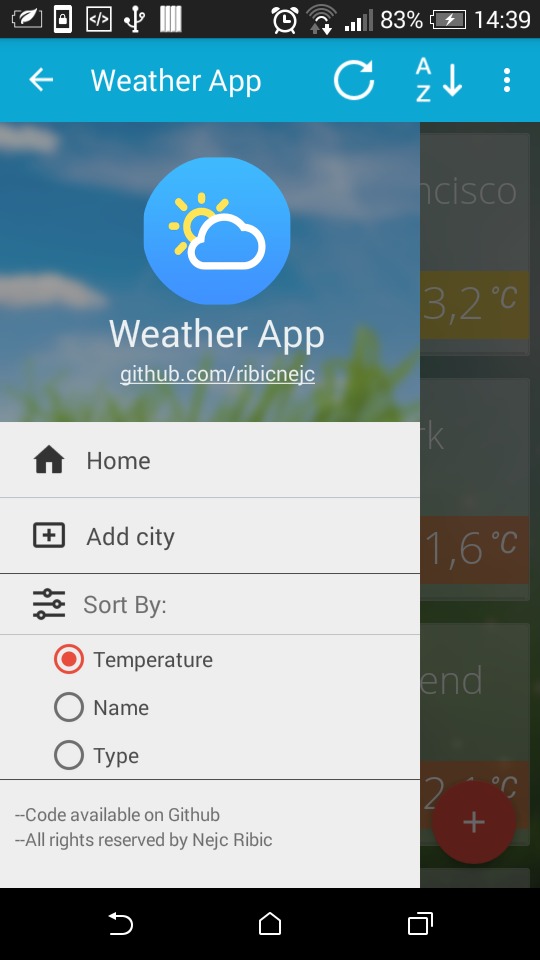 83% 14:39
Weather App
A
Z
Weather App
github.com/ribicnejc
Home
Add city
Sort By:
Temperature
Name
Type
--Code available on Github
--All rights reserved by Nejc Ribic
ncisco
3,2 °C
rk
1,6 °C
end
°C
+